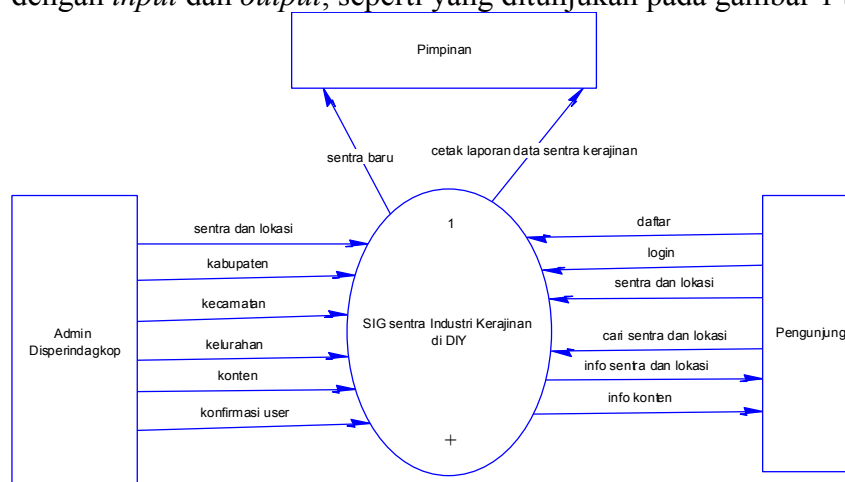 dengan input dan output, seperti yang ditunjukan pada gambar 1
Pimpinan
sentra baru
cetak laporan data sentra kerajinan
Admin
Disperindagkop
sentra dan lokasi
kabupaten
kecamatan
kelurahan
konten
konfirmasi user
1
SIG sentra Industri Kerajinan
di DIY
+
daftar
login
sentra dan lokasi
cari sentra dan lokasi
info sentra dan lokasi
info konten
Pengunjung